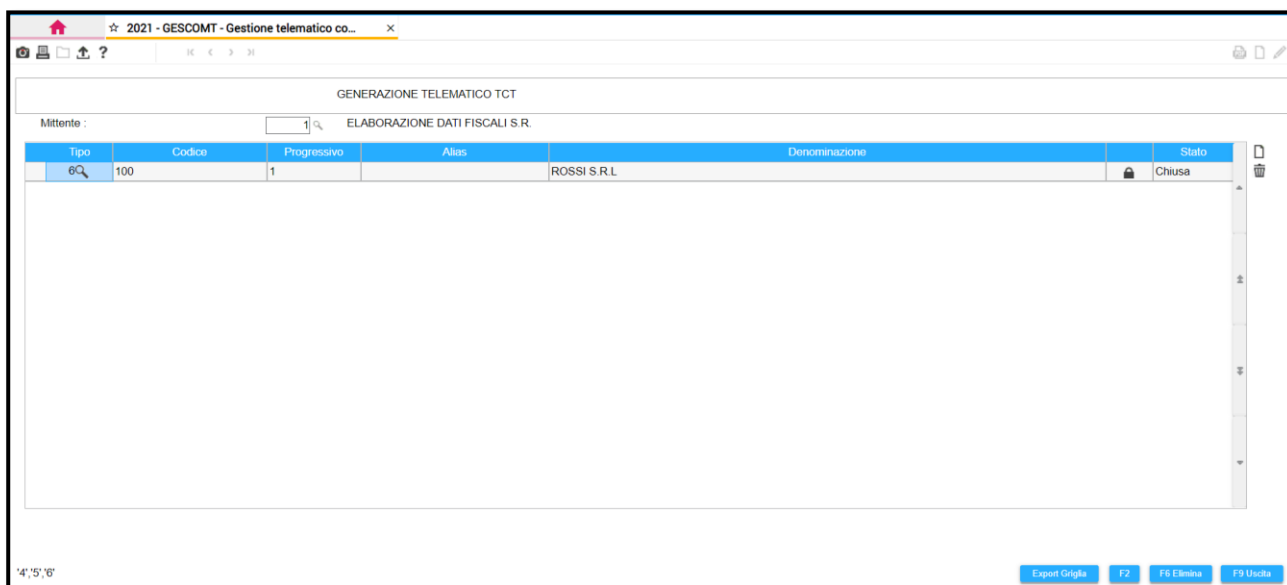 ☆ 2021 - GESCOMT - Gestione telematico co... ×
?
GENERAZIONE TELEMATICO TCT
Mittente : 1 ELABORAZIONE DATI FISCALI S.R.
Tipo Codice Progressivo Alias Denominazione Stato
6 100 1 ROSSI S.R.L Chiusa
'4','5','6' Export Griglia F2 F6 Elimina F9 Uscita